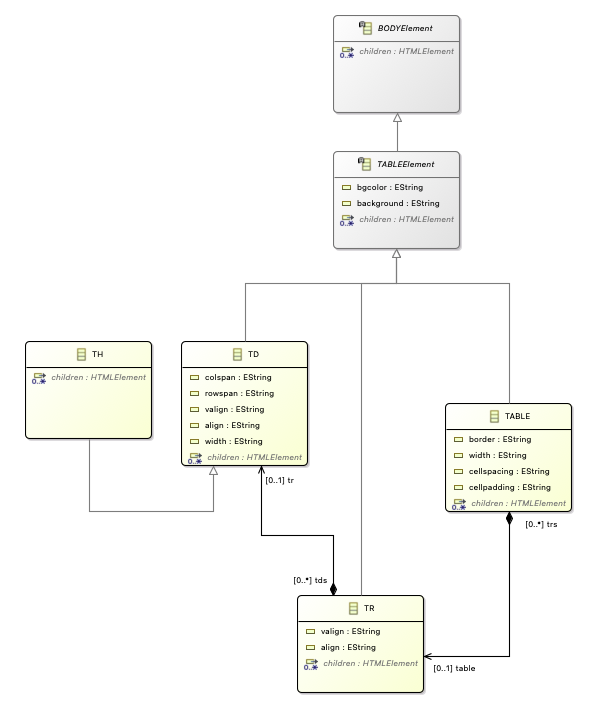 BODYElement
0..* children : HTMLElement
TABLEElement
bgcolor : EString
background : EString
0..* children : HTMLElement
TH
0..* children : HTMLElement
TD
colspan : EString
rowspan : EString
valign : EString
align : EString
width : EString
0..* children : HTMLElement
TABLE
border : EString
width : EString
cellspacing : EString
cellpadding : EString
0..* children : HTMLElement
[0..1] tr
[0..*] trs
[0..*] tds
TR
valign : EString
align : EString
0..* children : HTMLElement
[0..1] table